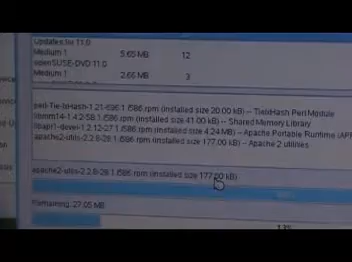 Updates for 11.0
Medium 1 5.65 MB 12
openSUSE-DVD 11.0
Medium 1 2.66 MB 3
perl-Tie-IxHash-1.21-696.1.i586.rpm (installed size 20.00 kB) -- TieIxHash Perl Module
libmm14-1.4.2-58.1.i586.rpm (installed size 41.00 kB) -- Shared Memory Library
libapr1-devel-1.2.12-27.1.i586.rpm (installed size 4.24 MB) -- Apache Portable Runtime (APR
apache2-utils-2.2.8-28.1.i586.rpm (installed size 177.00 kB) -- Apache 2 utilities
apache2-utils-2.2.8-28.1.i586.rpm (installed size 177.00 kB)
Remaining: 27.05 MB